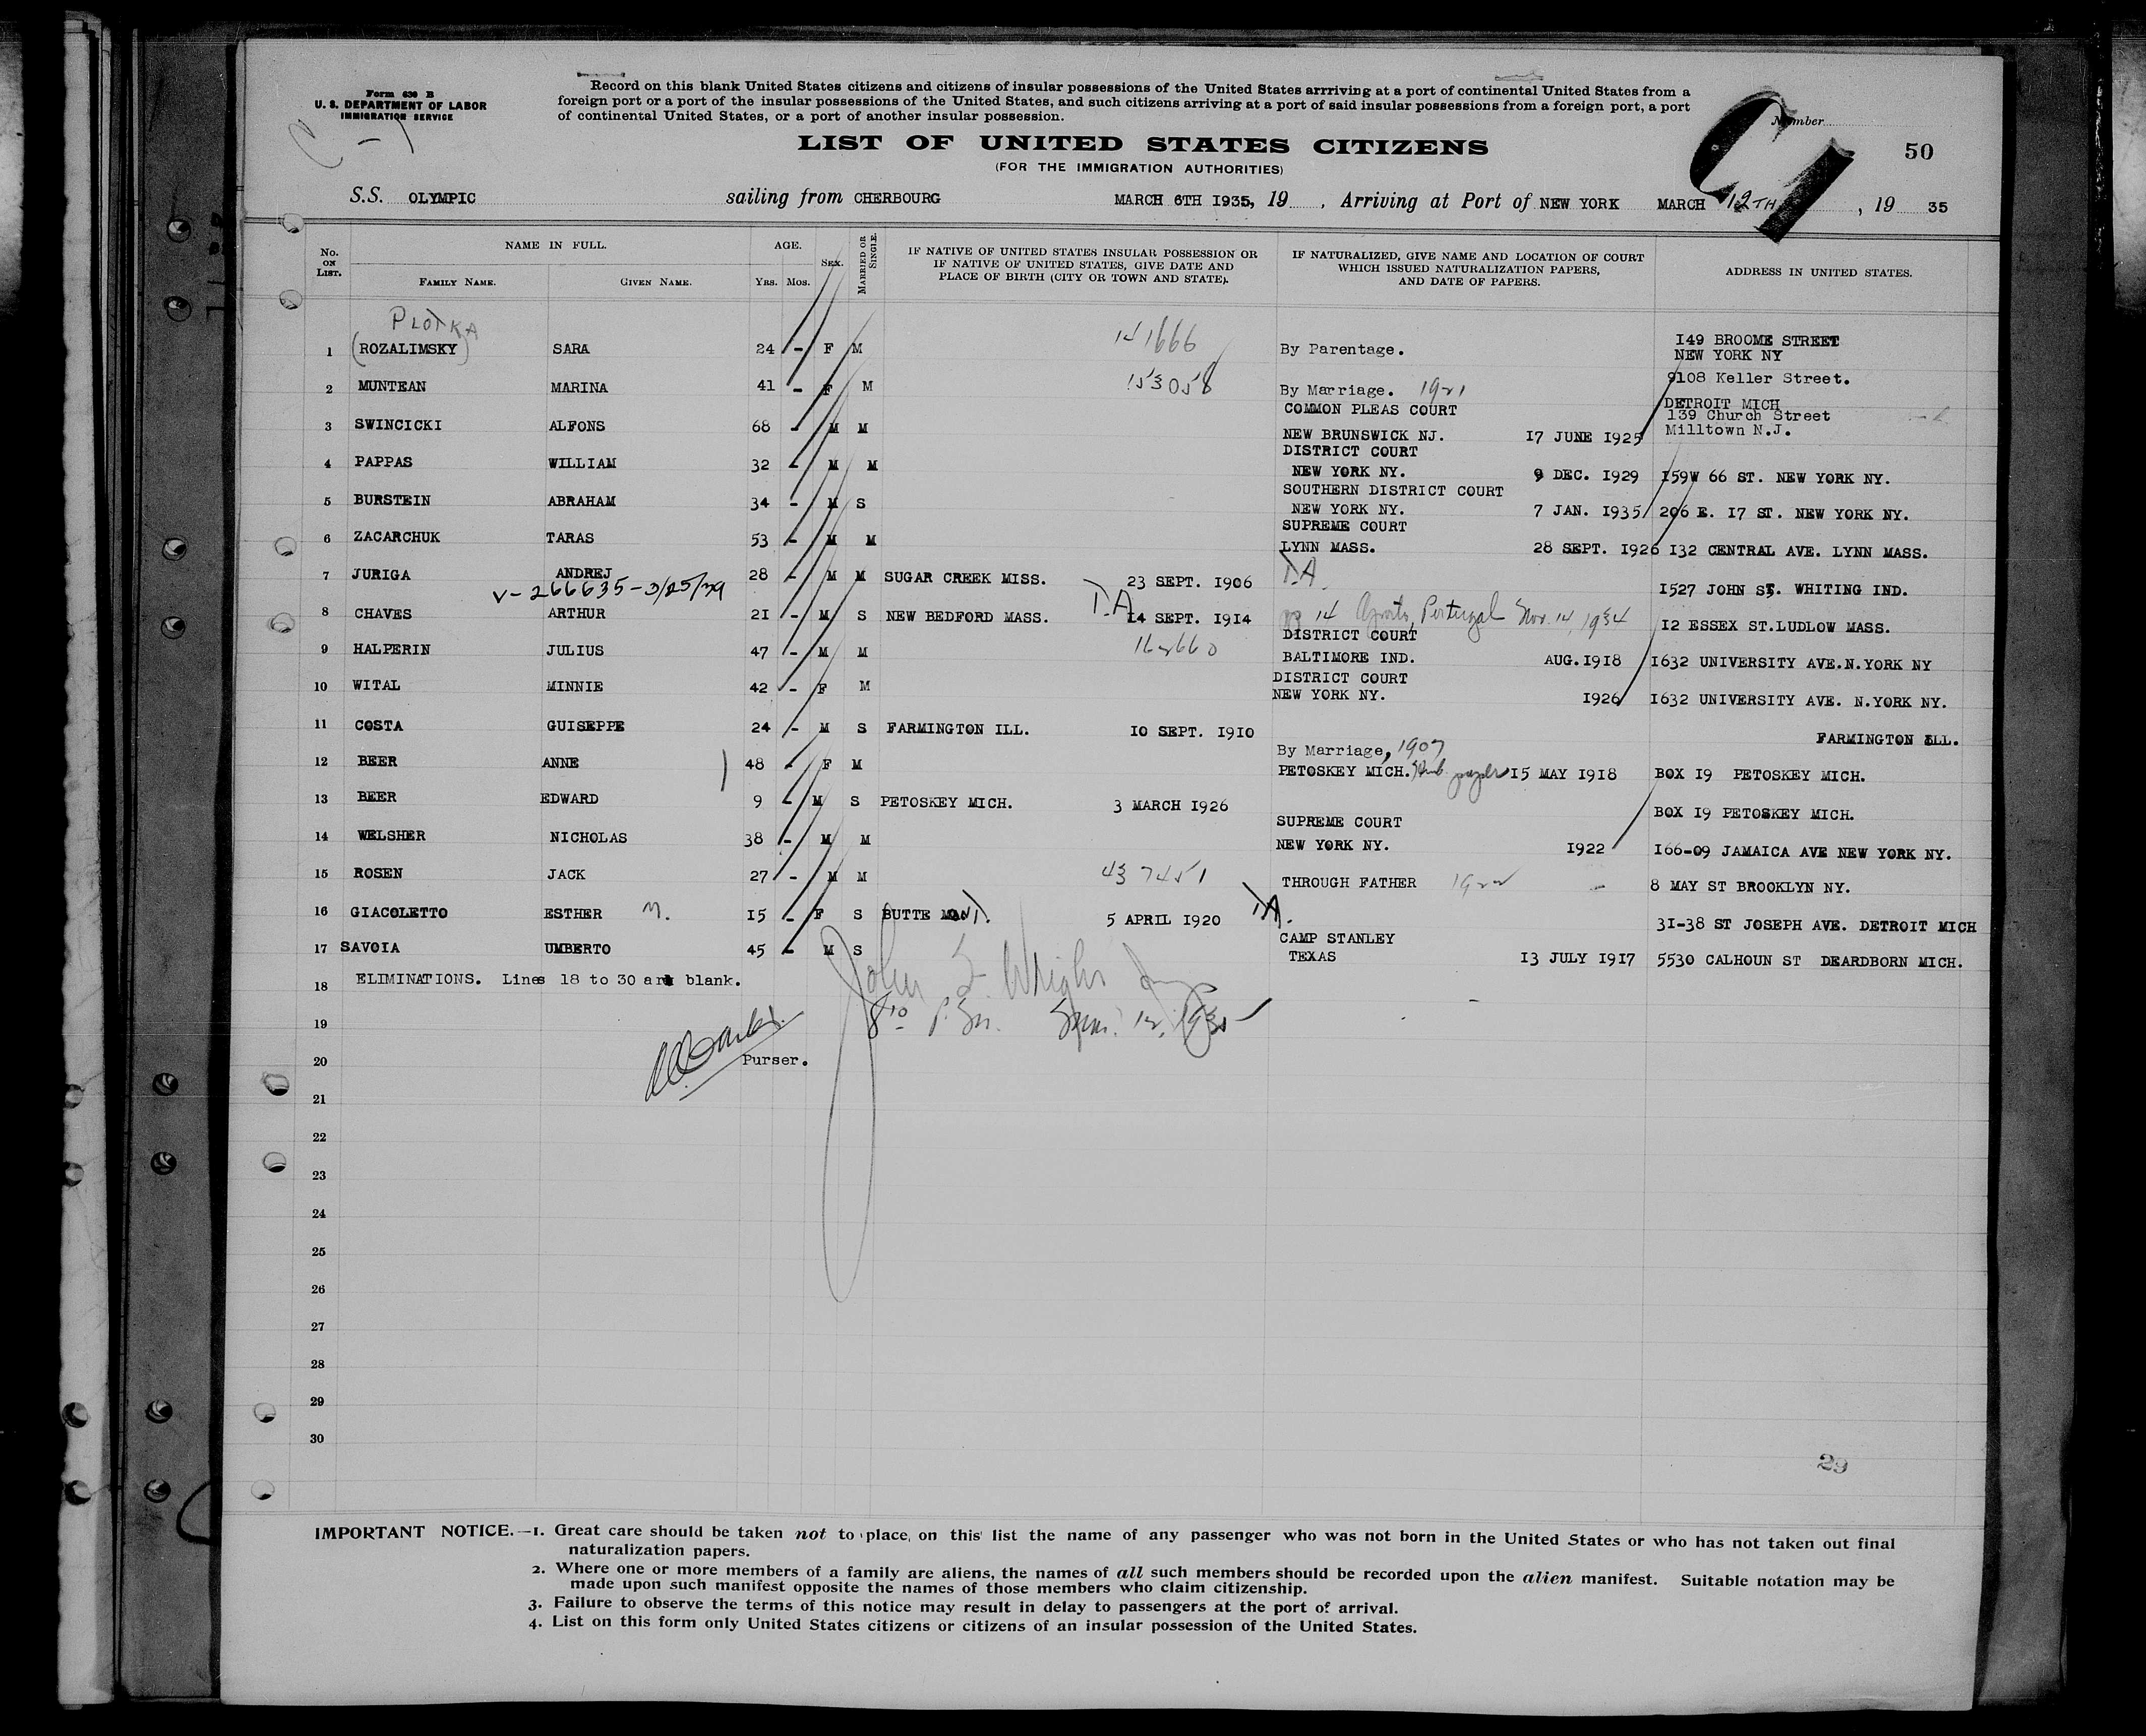 Form 630 B
U. S. DEPARTMENT OF LABOR
IMMIGRATION SERVICE
Record on this blank United States citizens and citizens of insular possessions of the United States arrriving at a port of continental United States from a
foreign port or a port of the insular possessions of the United States, and such citizens arriving at a port of said insular possessions from a foreign port, a port
of continental United States, or a port of another insular possession.
Number
50
LIST OF UNITED STATES CITIZENS
(FOR THE IMMIGRATION AUTHORITIES)
S.S. OLYMPIC sailing from CHERBOURG MARCH 6TH 1935, 19 , Arriving at Port of NEW YORK MARCH 12TH , 19 35
No. ON LIST. NAME IN FULL. FAMILY NAME. GIVEN NAME. AGE. YRS. MOS. SEX. MARRIED OR SINGLE. IF NATIVE OF UNITED STATES INSULAR POSSESSION OR IF NATIVE OF UNITED STATES, GIVE DATE AND PLACE OF BIRTH (CITY OR TOWN AND STATE). IF NATURALIZED, GIVE NAME AND LOCATION OF COURT WHICH ISSUED NATURALIZATION PAPERS, AND DATE OF PAPERS. ADDRESS IN UNITED STATES.
PLOTKA
1 (ROZALIMSKY) SARA 24 - F M 141666 By Parentage. 149 BROOME STREET NEW YORK NY
2 MUNTEAN MARINA 41 - F M 153058 By Marriage. 1921 9108 Keller Street. DETROIT MICH
3 SWINCICKI ALFONS 68 - M M COMMON PLEAS COURT NEW BRUNSWICK NJ. 17 JUNE 1925 139 Church Street Milltown N.J.
4 PAPPAS WILLIAM 32 - M M DISTRICT COURT NEW YORK NY. 9 DEC. 1929 159W 66 ST. NEW YORK NY.
5 BURSTEIN ABRAHAM 34 - M S SOUTHERN DISTRICT COURT NEW YORK NY. 7 JAN. 1935 206 E. 17 ST. NEW YORK NY.
6 ZACARCHUK TARAS 53 - M M SUPREME COURT LYNN MASS. 28 SEPT. 1926 132 CENTRAL AVE. LYNN MASS.
7 JURIGA ANDREJ 28 - M M SUGAR CREEK MISS. 23 SEPT. 1906 T.A. 1527 JOHN ST. WHITING IND.
V-266635-3/25/39
8 CHAVES ARTHUR 21 - M S NEW BEDFORD MASS. T.A 14 SEPT. 1914 14 Portugal Nov. 14, 1934 12 ESSEX ST.LUDLOW MASS.
9 HALPERIN JULIUS 47 - M M 162660 DISTRICT COURT BALTIMORE IND. AUG.1918 1632 UNIVERSITY AVE.N.YORK NY
10 WITAL MINNIE 42 - F M DISTRICT COURT NEW YORK NY. 1926 1632 UNIVERSITY AVE. N.YORK NY.
11 COSTA GUISEPPE 24 - M S FARMINGTON ILL. 10 SEPT. 1910 FARMINGTON ILL.
12 BEER ANNE 48 - F M By Marriage, 1907 PETOSKEY MICH. 15 MAY 1918 BOX 19 PETOSKEY MICH.
13 BEER EDWARD 9 - M S PETOSKEY MICH. 3 MARCH 1926 BOX 19 PETOSKEY MICH.
14 WELSHER NICHOLAS 38 - M M SUPREME COURT NEW YORK NY. 1922 166-09 JAMAICA AVE NEW YORK NY.
15 ROSEN JACK 27 - M M 437451 THROUGH FATHER 1922 - 8 MAY ST BROOKLYN NY.
16 GIACOLETTO ESTHER M. 15 - F S BUTTE MONT. 5 APRIL 1920 T.A. 31-38 ST JOSEPH AVE. DETROIT MICH
17 SAVOIA UMBERTO 45 - M S CAMP STANLEY TEXAS 13 JULY 1917 5530 CALHOUN ST DEARDBORN MICH.
18 ELIMINATIONS. Lines 18 to 30 are blank.
John Wright
19
20 Purser.
21
22
23
24
25
26
27
28
29
30
29
IMPORTANT NOTICE.—1. Great care should be taken not to place, on this list the name of any passenger who was not born in the United States or who has not taken out final
naturalization papers.
2. Where one or more members of a family are aliens, the names of all such members should be recorded upon the alien manifest. Suitable notation may be
made upon such manifest opposite the names of those members who claim citizenship.
3. Failure to observe the terms of this notice may result in delay to passengers at the port of arrival.
4. List on this form only United States citizens or citizens of an insular possession of the United States.